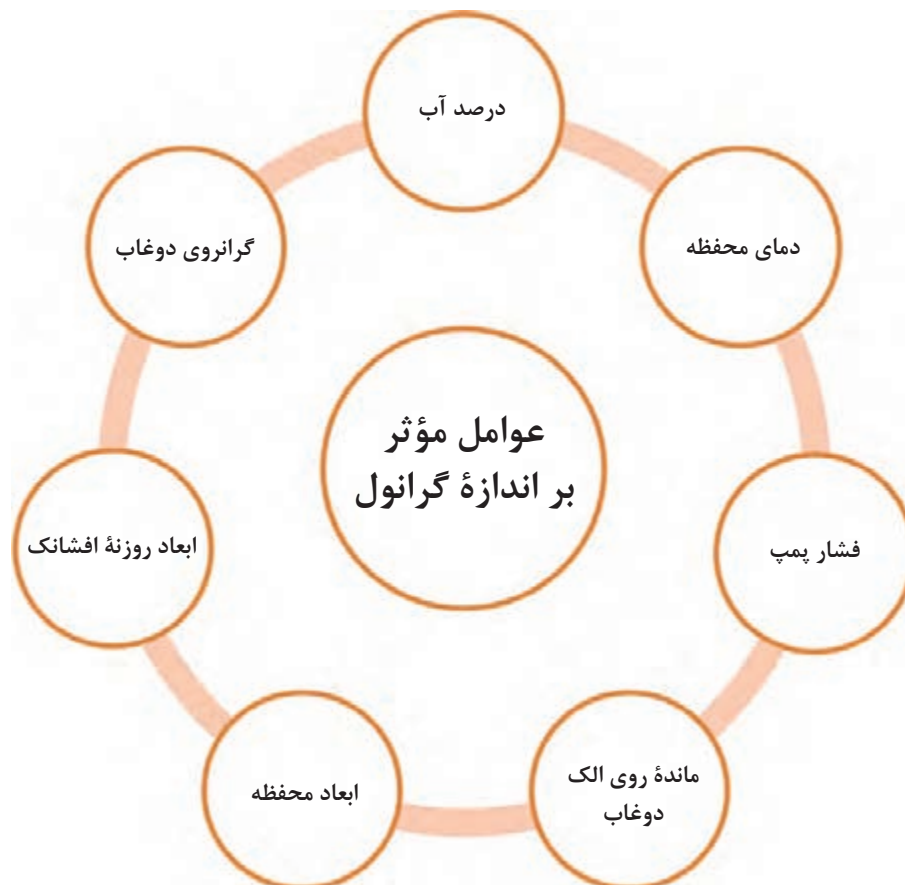 درصد آب
دمای محفظه
فشار پمپ
ماندهٔ روی الک
دوغاب
ابعاد محفظه
ابعاد روزنهٔ افشانک
گرانروی دوغاب
عوامل مؤثر
بر اندازهٔ گرانول